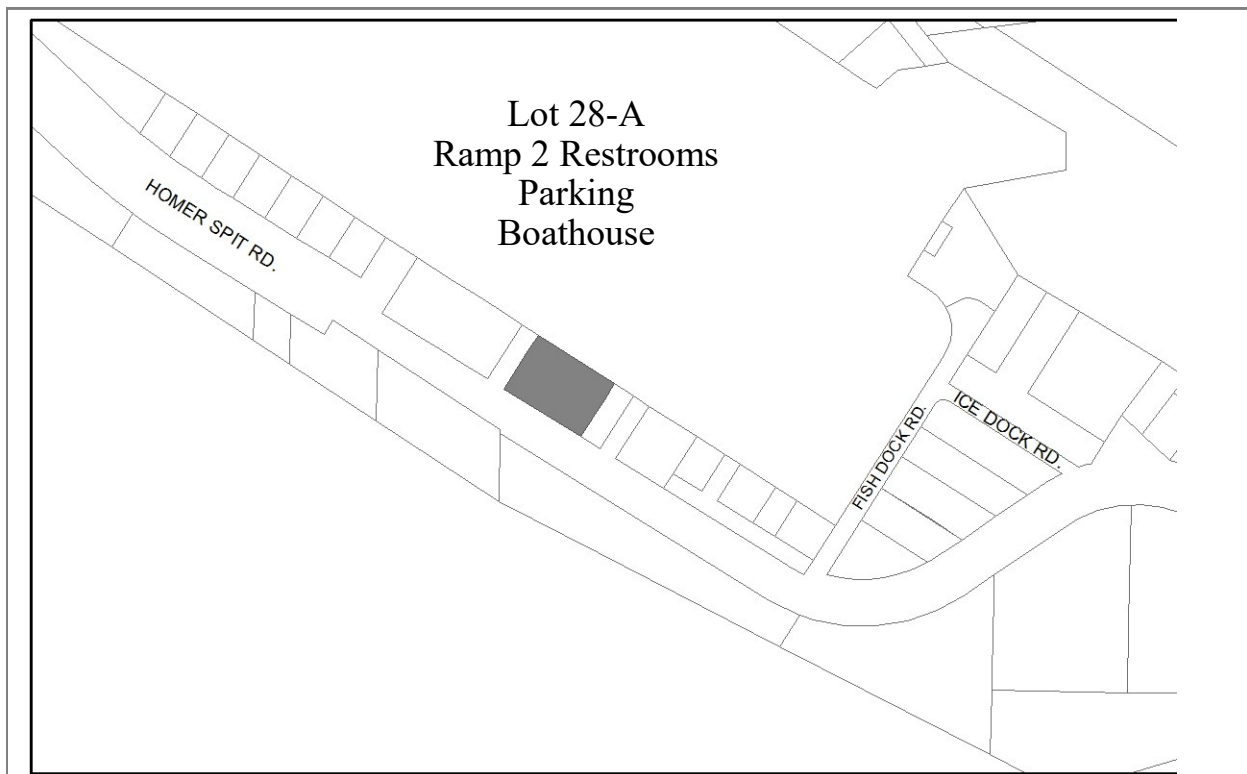 Lot 28-A
Ramp 2 Restrooms
Parking
Boathouse
HOMER SPIT RD.
FISH DOCK RD.
ICE DOCK RD.